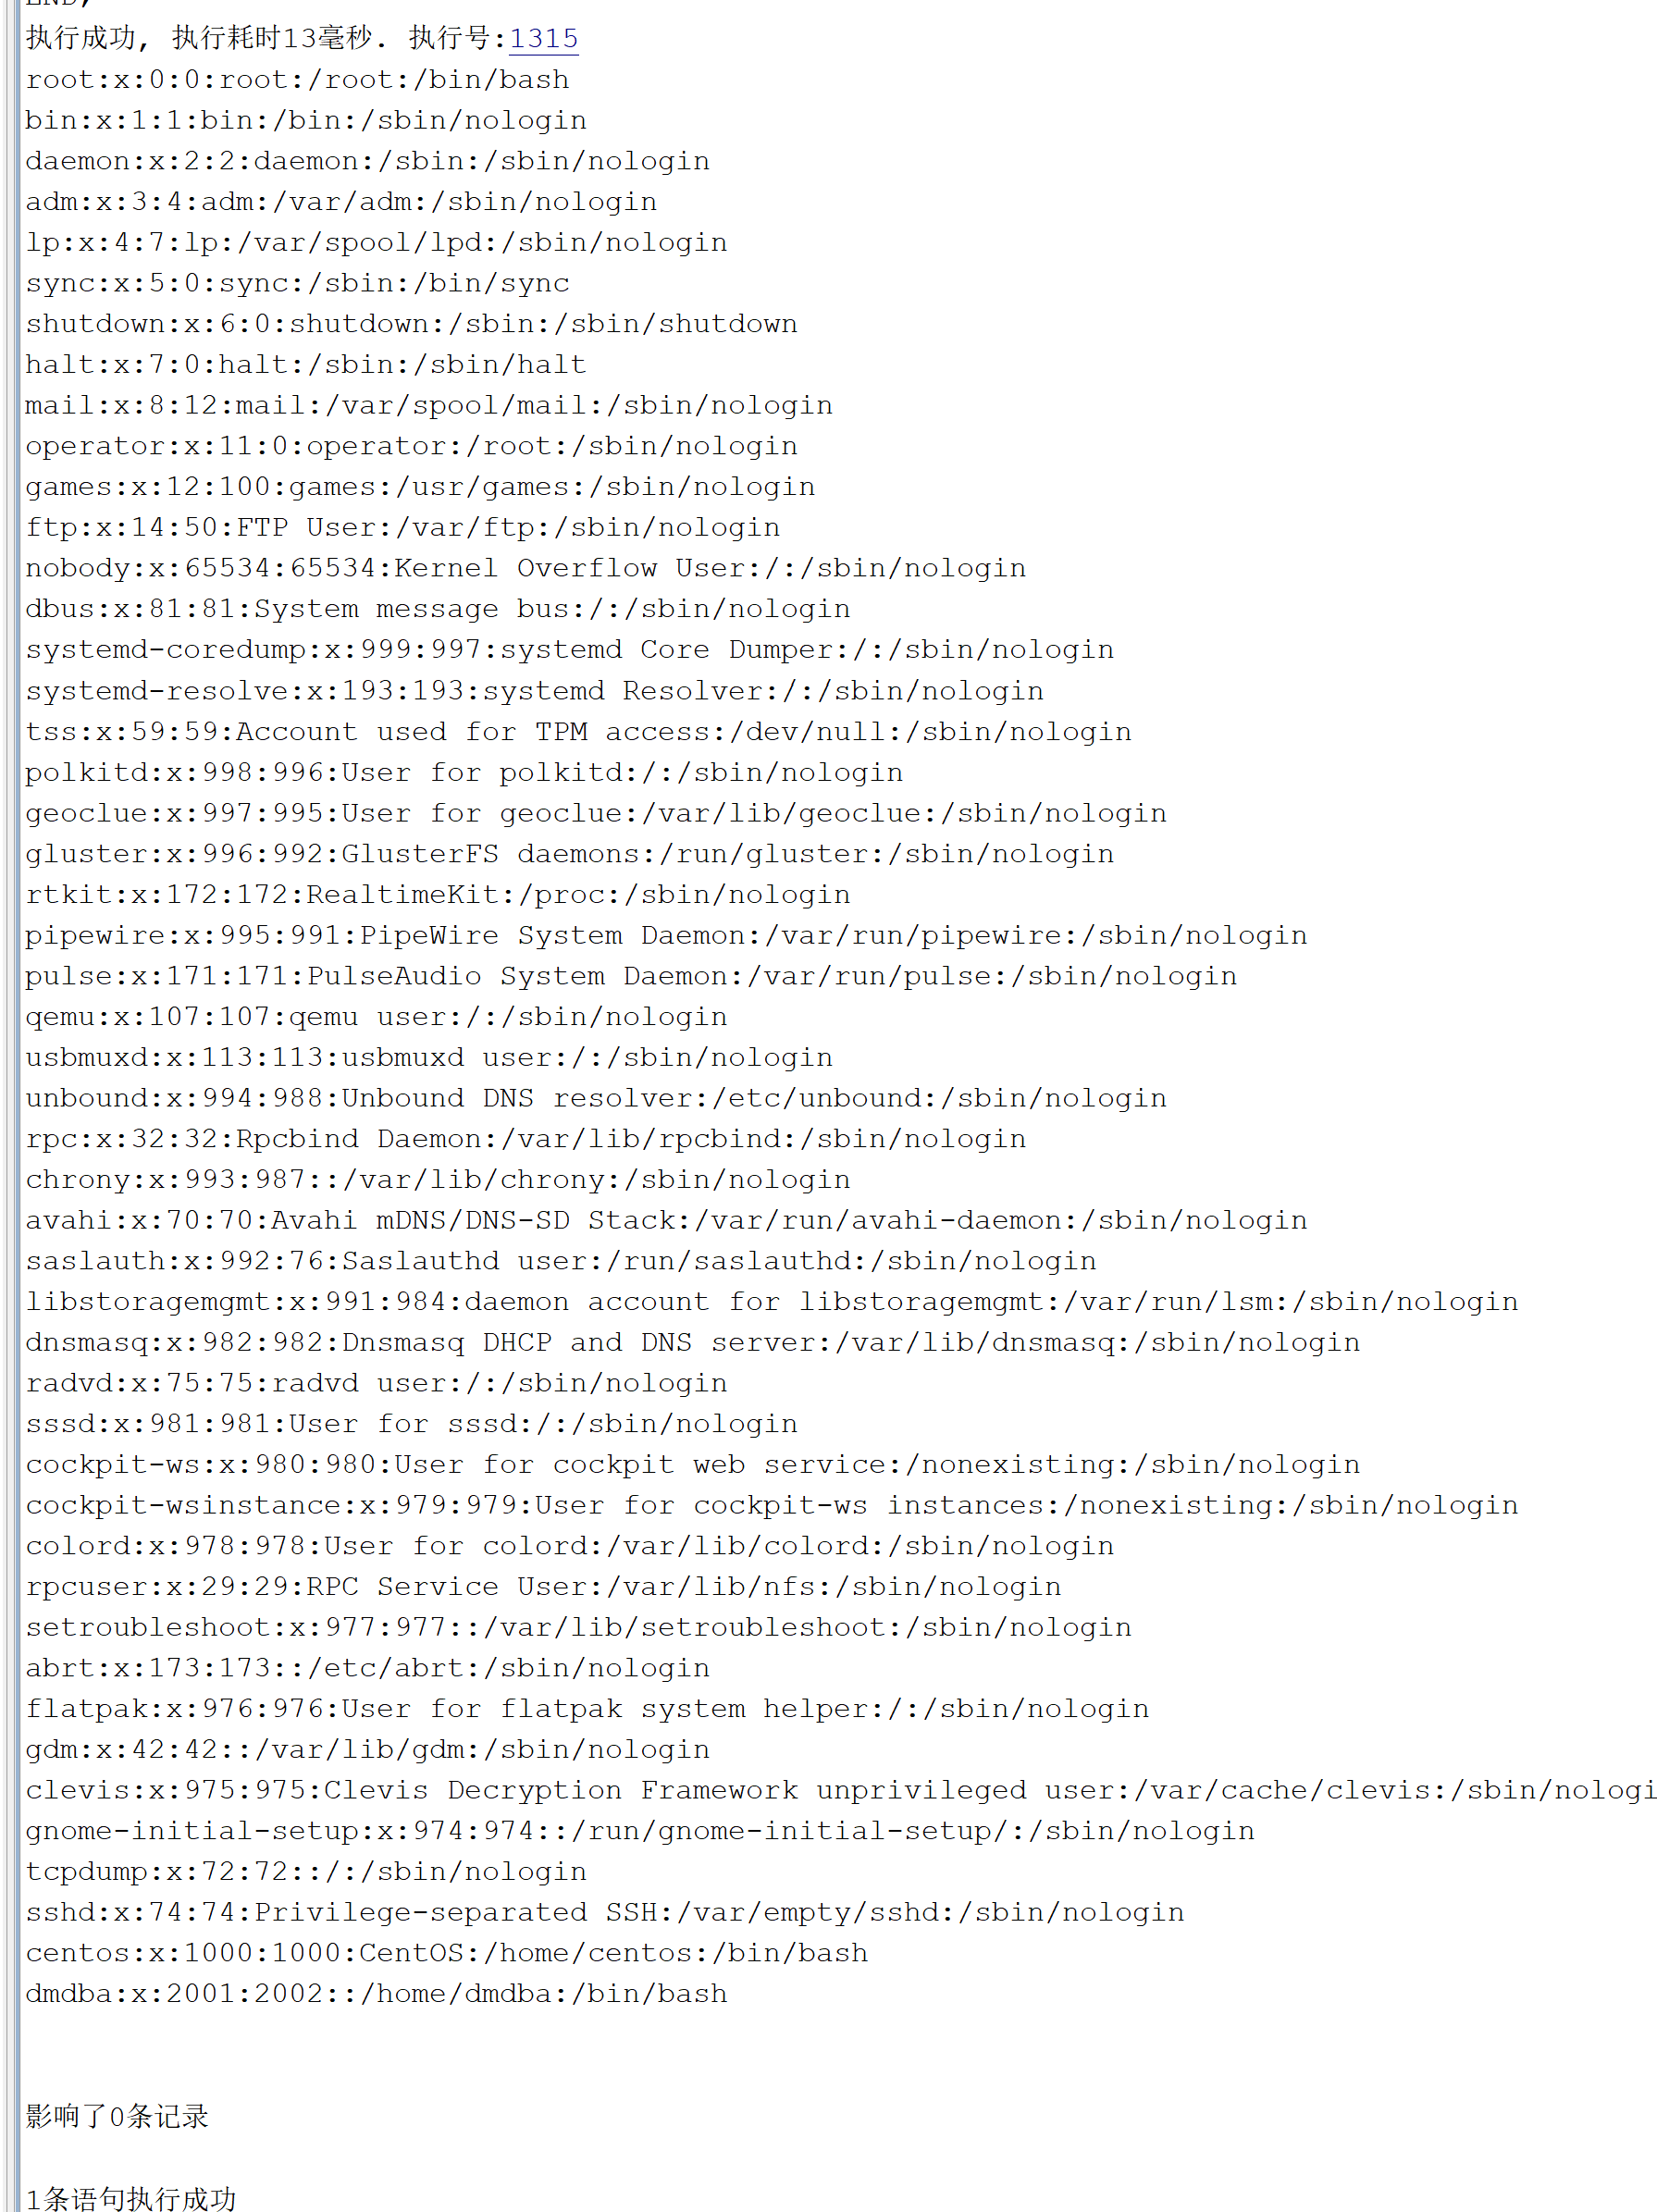 END;
执行成功, 执行耗时13毫秒. 执行号:1315
root:x:0:0:root:/root:/bin/bash
bin:x:1:1:bin:/bin:/sbin/nologin
daemon:x:2:2:daemon:/sbin:/sbin/nologin
adm:x:3:4:adm:/var/adm:/sbin/nologin
lp:x:4:7:lp:/var/spool/lpd:/sbin/nologin
sync:x:5:0:sync:/sbin:/bin/sync
shutdown:x:6:0:shutdown:/sbin:/sbin/shutdown
halt:x:7:0:halt:/sbin:/sbin/halt
mail:x:8:12:mail:/var/spool/mail:/sbin/nologin
operator:x:11:0:operator:/root:/sbin/nologin
games:x:12:100:games:/usr/games:/sbin/nologin
ftp:x:14:50:FTP User:/var/ftp:/sbin/nologin
nobody:x:65534:65534:Kernel Overflow User:/:/sbin/nologin
dbus:x:81:81:System message bus:/:/sbin/nologin
systemd-coredump:x:999:997:systemd Core Dumper:/:/sbin/nologin
systemd-resolve:x:193:193:systemd Resolver:/:/sbin/nologin
tss:x:59:59:Account used for TPM access:/dev/null:/sbin/nologin
polkitd:x:998:996:User for polkitd:/:/sbin/nologin
geoclue:x:997:995:User for geoclue:/var/lib/geoclue:/sbin/nologin
gluster:x:996:992:GlusterFS daemons:/run/gluster:/sbin/nologin
rtkit:x:172:172:RealtimeKit:/proc:/sbin/nologin
pipewire:x:995:991:PipeWire System Daemon:/var/run/pipewire:/sbin/nologin
pulse:x:171:171:PulseAudio System Daemon:/var/run/pulse:/sbin/nologin
qemu:x:107:107:qemu user:/:/sbin/nologin
usbmuxd:x:113:113:usbmuxd user:/:/sbin/nologin
unbound:x:994:988:Unbound DNS resolver:/etc/unbound:/sbin/nologin
rpc:x:32:32:Rpcbind Daemon:/var/lib/rpcbind:/sbin/nologin
chrony:x:993:987::/var/lib/chrony:/sbin/nologin
avahi:x:70:70:Avahi mDNS/DNS-SD Stack:/var/run/avahi-daemon:/sbin/nologin
saslauth:x:992:76:Saslauthd user:/run/saslauthd:/sbin/nologin
libstoragemgmt:x:991:984:daemon account for libstoragemgmt:/var/run/lsm:/sbin/nologin
dnsmasq:x:982:982:Dnsmasq DHCP and DNS server:/var/lib/dnsmasq:/sbin/nologin
radvd:x:75:75:radvd user:/:/sbin/nologin
sssd:x:981:981:User for sssd:/:/sbin/nologin
cockpit-ws:x:980:980:User for cockpit web service:/nonexisting:/sbin/nologin
cockpit-wsinstance:x:979:979:User for cockpit-ws instances:/nonexisting:/sbin/nologin
colord:x:978:978:User for colord:/var/lib/colord:/sbin/nologin
rpcuser:x:29:29:RPC Service User:/var/lib/nfs:/sbin/nologin
setroubleshoot:x:977:977::/var/lib/setroubleshoot:/sbin/nologin
abrt:x:173:173::/etc/abrt:/sbin/nologin
flatpak:x:976:976:User for flatpak system helper:/:/sbin/nologin
gdm:x:42:42::/var/lib/gdm:/sbin/nologin
clevis:x:975:975:Clevis Decryption Framework unprivileged user:/var/cache/clevis:/sbin/nologi
gnome-initial-setup:x:974:974::/run/gnome-initial-setup/:/sbin/nologin
tcpdump:x:72:72::/:/sbin/nologin
sshd:x:74:74:Privilege-separated SSH:/var/empty/sshd:/sbin/nologin
centos:x:1000:1000:CentOS:/home/centos:/bin/bash
dmdba:x:2001:2002::/home/dmdba:/bin/bash
影响了0条记录
1条语句执行成功